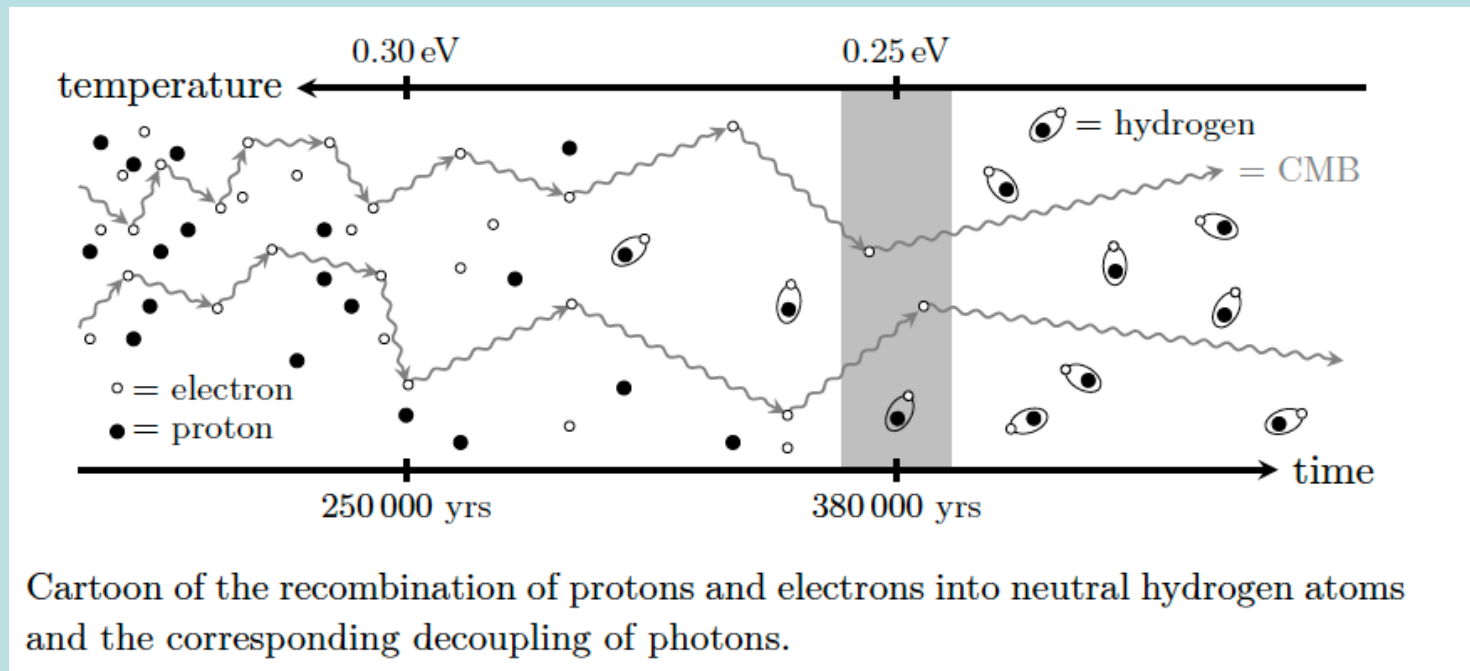 0.30 eV 0.25 eV
temperature
= hydrogen
= CMB
= electron
= proton
time
250 000 yrs 380 000 yrs
Cartoon of the recombination of protons and electrons into neutral hydrogen atoms
and the corresponding decoupling of photons.